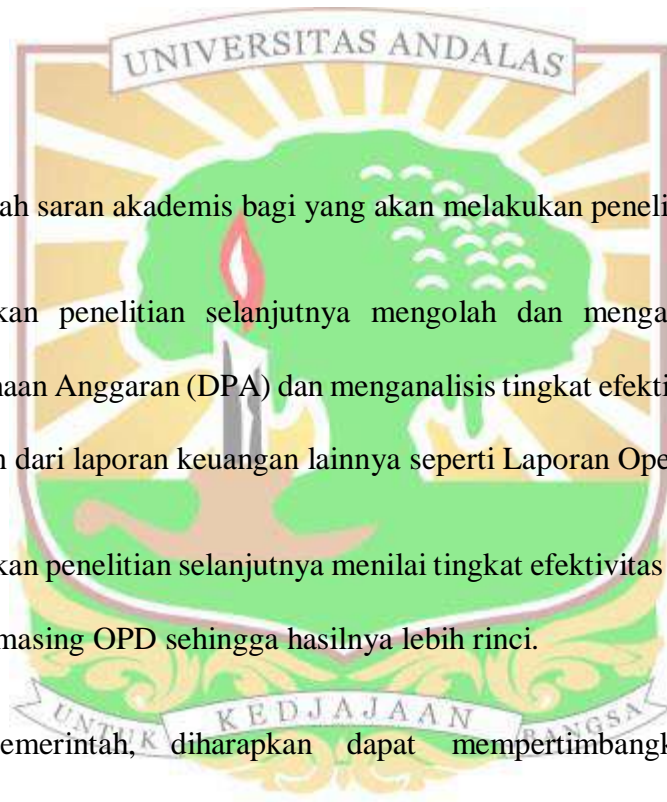 UNIVERSITAS ANDALAS
ah saran akademis bagi yang akan melakukan peneli
kan penelitian selanjutnya mengolah dan menga
naan Anggaran (DPA) dan menganalisis tingkat efekti
dari laporan keuangan lainnya seperti Laporan Ope
kan penelitian selanjutnya menilai tingkat efektivitas
masing OPD sehingga hasilnya lebih rinci.
UNTUK KEDJAJAAN BANGSA
emerintah, diharapkan dapat mempertimbangk